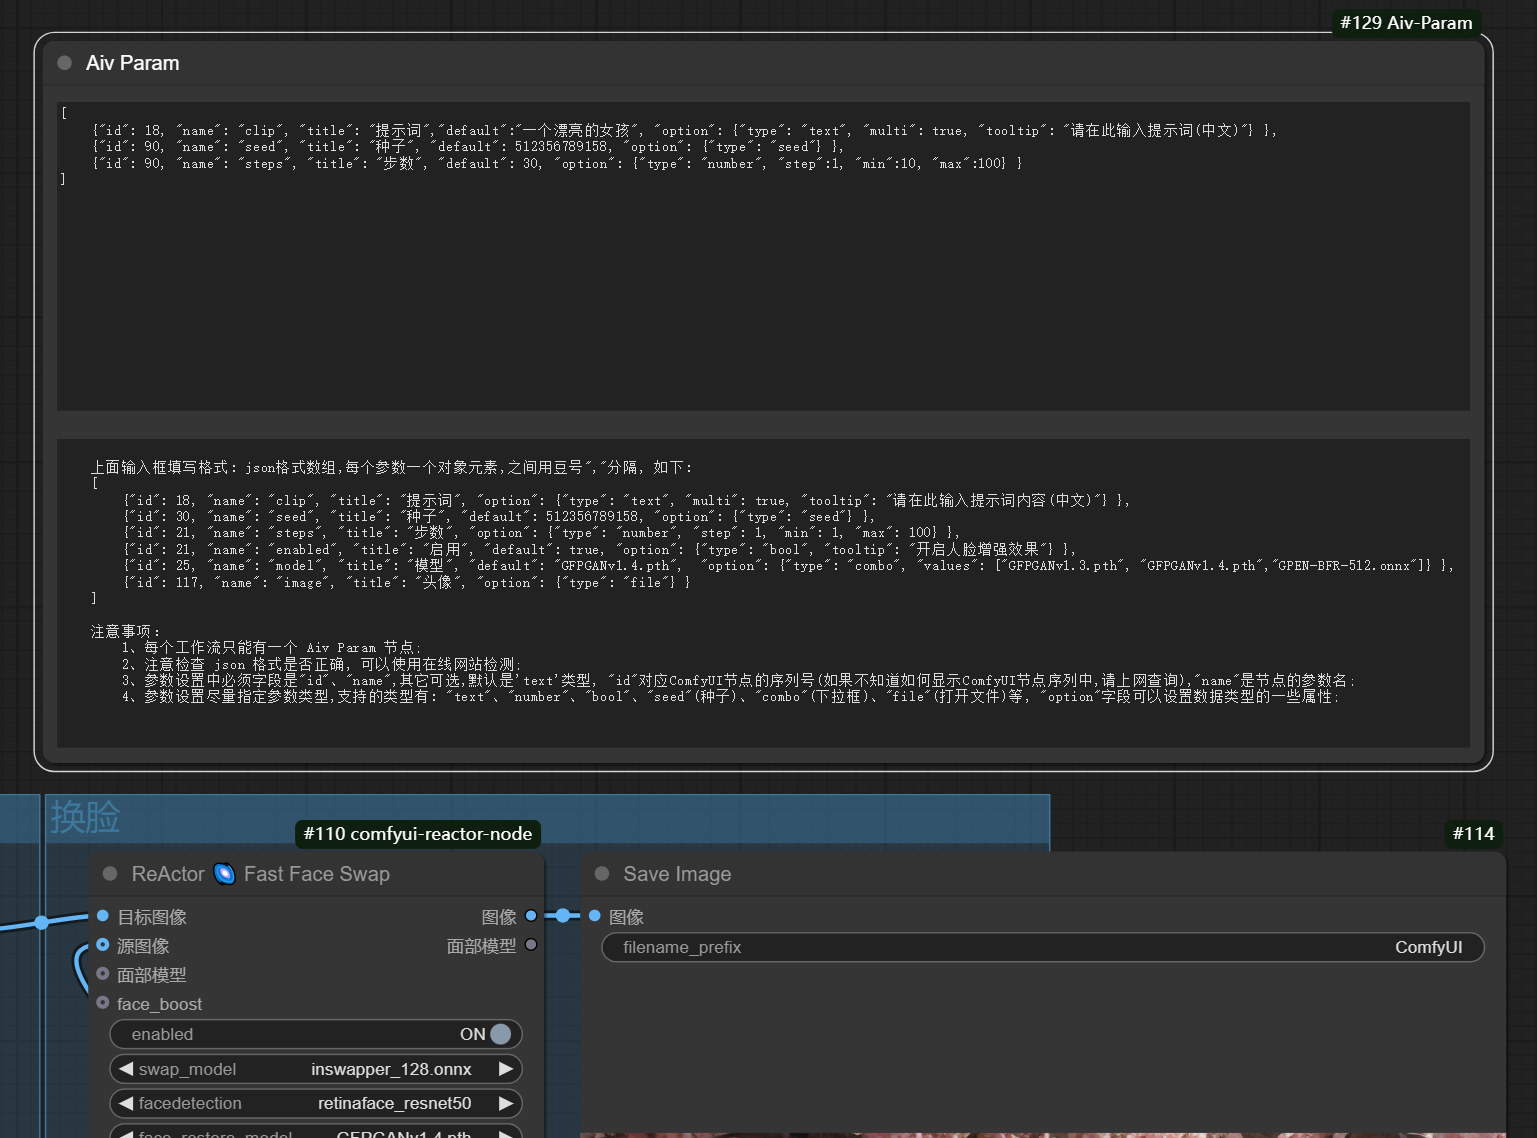 #129 Aiv-Param
Aiv Param
[
{"id": 18, "name": "clip", "title": "提示词","default":"一个漂亮的女孩", "option": {"type": "text", "multi": true, "tooltip": "请在此输入提示词(中文)"} },
{"id": 90, "name": "seed", "title": "种子", "default": 512356789158, "option": {"type": "seed"} },
{"id": 90, "name": "steps", "title": "步数", "default": 30, "option": {"type": "number", "step":1, "min":10, "max":100} }
]
上面输入框填写格式: json格式数组,每个参数一个对象元素,之间用豆号","分隔, 如下:
[
{"id": 18, "name": "clip", "title": "提示词", "option": {"type": "text", "multi": true, "tooltip": "请在此输入提示词内容(中文)"} },
{"id": 30, "name": "seed", "title": "种子", "default": 512356789158, "option": {"type": "seed"} },
{"id": 21, "name": "steps", "title": "步数", "option": {"type": "number", "step": 1, "min": 1, "max": 100} },
{"id": 21, "name": "enabled", "title": "启用", "default": true, "option": {"type": "bool", "tooltip": "开启人脸增强效果"} },
{"id": 25, "name": "model", "title": "模型", "default": "GFPGANv1.4.pth",  "option": {"type": "combo", "values": ["GFPGANv1.3.pth", "GFPGANv1.4.pth","GPEN-BFR-512.onnx"]} },
{"id": 117, "name": "image", "title": "头像", "option": {"type": "file"} }
]
注意事项:
1、每个工作流只能有一个 Aiv Param 节点;
2、注意检查 json 格式是否正确, 可以使用在线网站检测;
3、参数设置中必须字段是"id"、"name",其它可选,默认是'text'类型, "id"对应ComfyUI节点的序列号(如果不知道如何显示ComfyUI节点序列中,请上网查询),"name"是节点的参数名;
4、参数设置尽量指定参数类型,支持的类型有: "text"、"number"、"bool"、"seed"(种子)、"combo"(下拉框)、"file"(打开文件)等, "option"字段可以设置数据类型的一些属性;
换脸
#110 comfyui-reactor-node
#114
ReActor 🌌 Fast Face Swap
Save Image
目标图像
图像
图像
源图像
面部模型
filename_prefix
ComfyUI
面部模型
face_boost
enabled
ON
swap_model
inswapper_128.onnx
facedetection
retinaface_resnet50
face_restore_model
GFPGANv1.4.pth